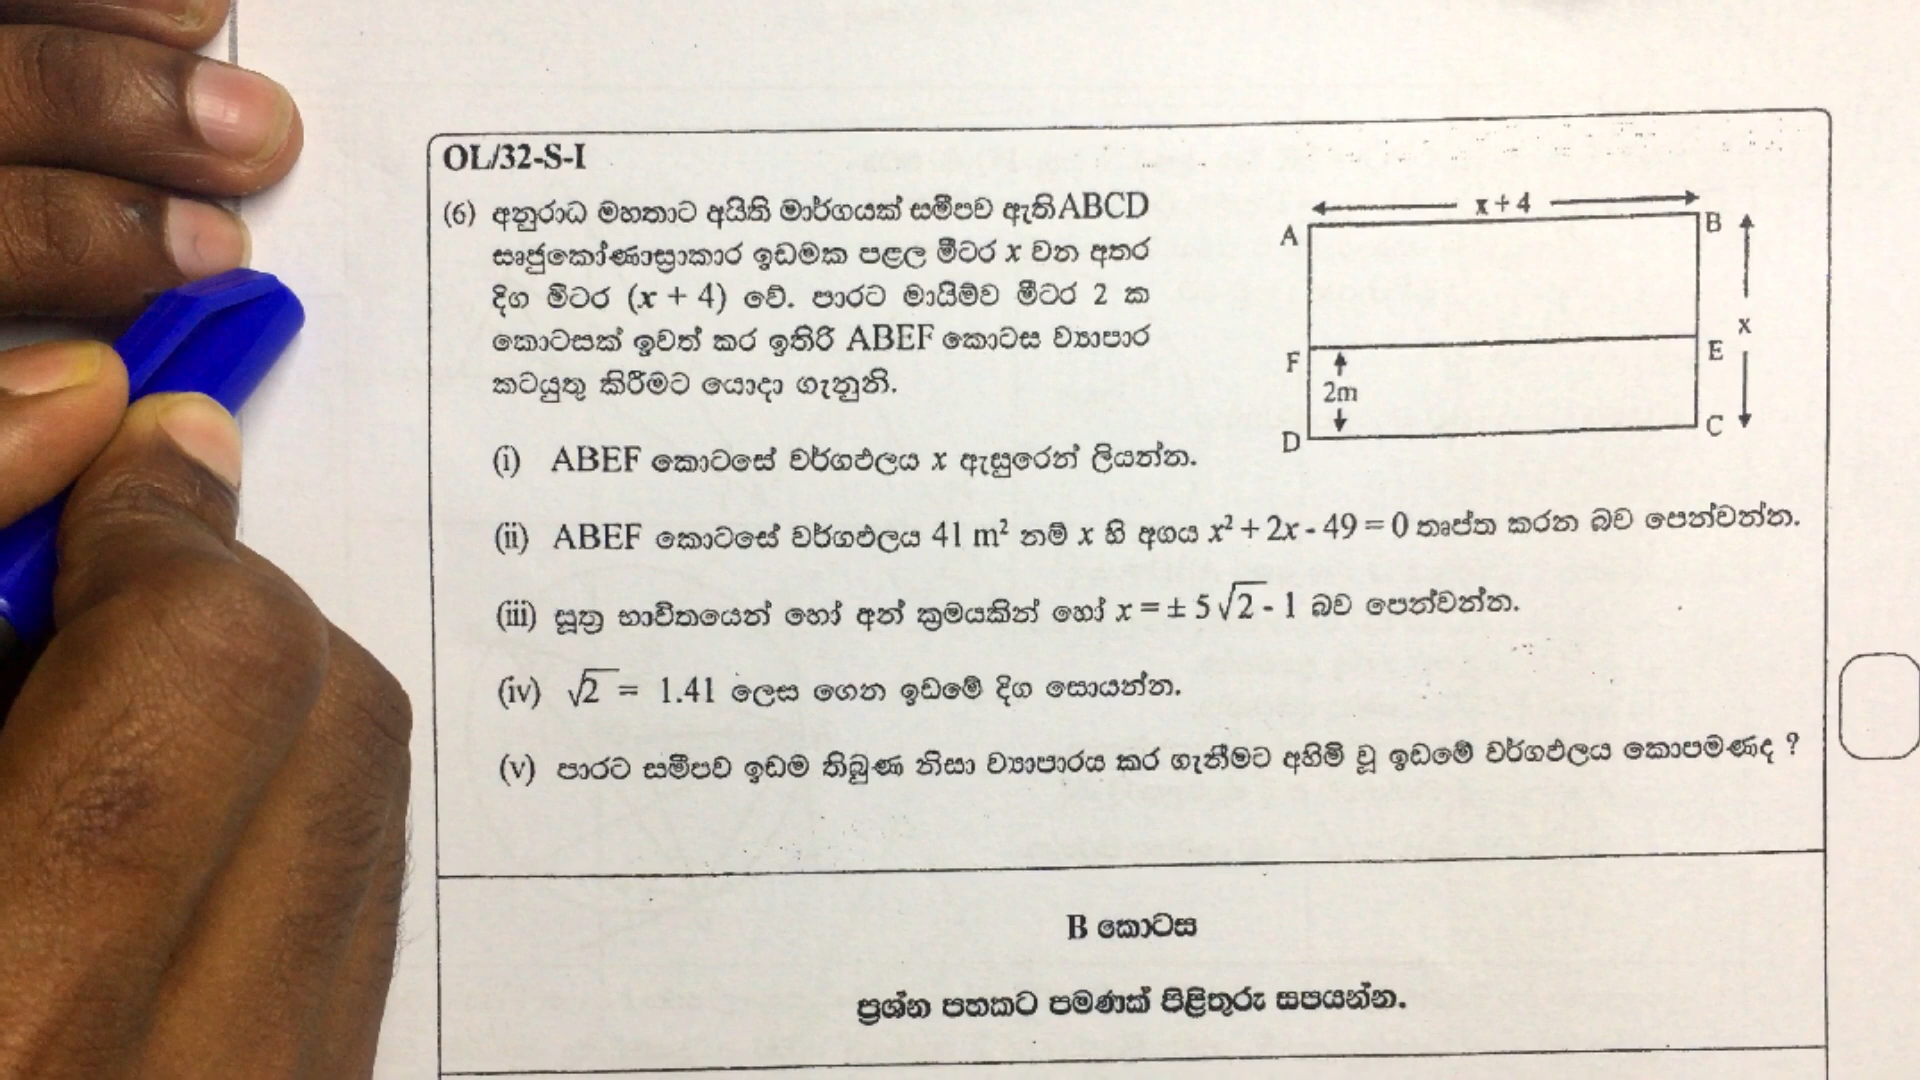 OL/32-S-I
(6) අනුරාධ මහතාට අයිති මාර්ගයක් සමීපව ඇති ABCD
සෘජුකෝණාස්‍රාකාර ඉඩමක පළල මීටර x වන අතර
දිග මීටර (x + 4) වේ. පාරට මායිම්ව මීටර 2 ක
කොටසක් ඉවත් කර ඉතිරි ABEF කොටස ව්‍යාපාර
කටයුතු කිරීමට යොදා ගැනුනි.
x + 4
A
B
x
F
E
2m
D
C
(i) ABEF කොටසේ වර්ගඵලය x ඇසුරෙන් ලියන්න.
(ii) ABEF කොටසේ වර්ගඵලය 41 m² නම් x හි අගය x² + 2x - 49 = 0 තෘප්ත කරන බව පෙන්වන්න.
(iii) සූත්‍ර භාවිතයෙන් හෝ අන් ක්‍රමයකින් හෝ x = ± 5 √2 - 1 බව පෙන්වන්න.
(iv) √2 = 1.41 ලෙස ගෙන ඉඩමේ දිග සොයන්න.
(v) පාරට සමීපව ඉඩම තිබුණ නිසා ව්‍යාපාරය කර ගැනීමට අහිමි වූ ඉඩමේ වර්ගඵලය කොපමණද ?
B කොටස
ප්‍රශ්න පහකට පමණක් පිළිතුරු සපයන්න.